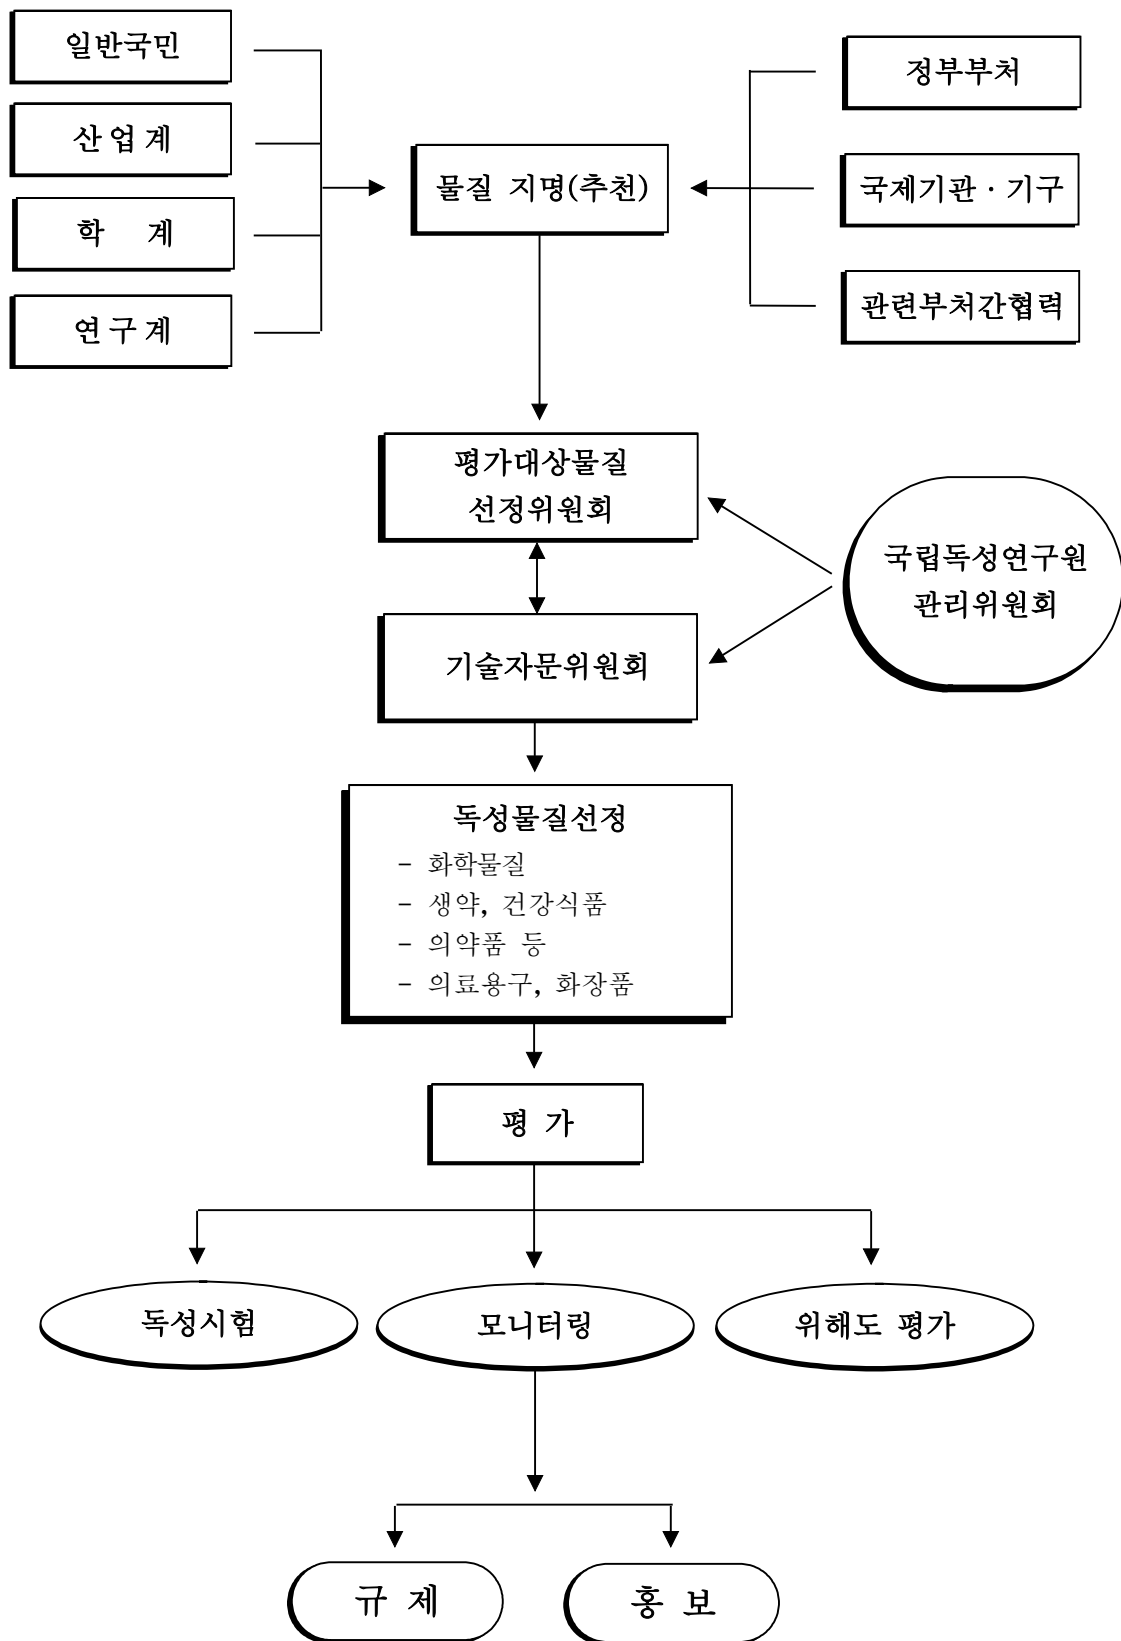 일반국민
산 업 계
학 계
연 구 계
물질 지명(추천)
정부부처
국제기관 · 기구
관련부처간협력
평가대상물질
선정위원회
국립독성연구원
관리위원회
기술자문위원회
독성물질선정
- 화학물질
- 생약, 건강식품
- 의약품 등
- 의료용구, 화장품
평 가
독성시험
모니터링
위해도 평가
규 제
홍 보